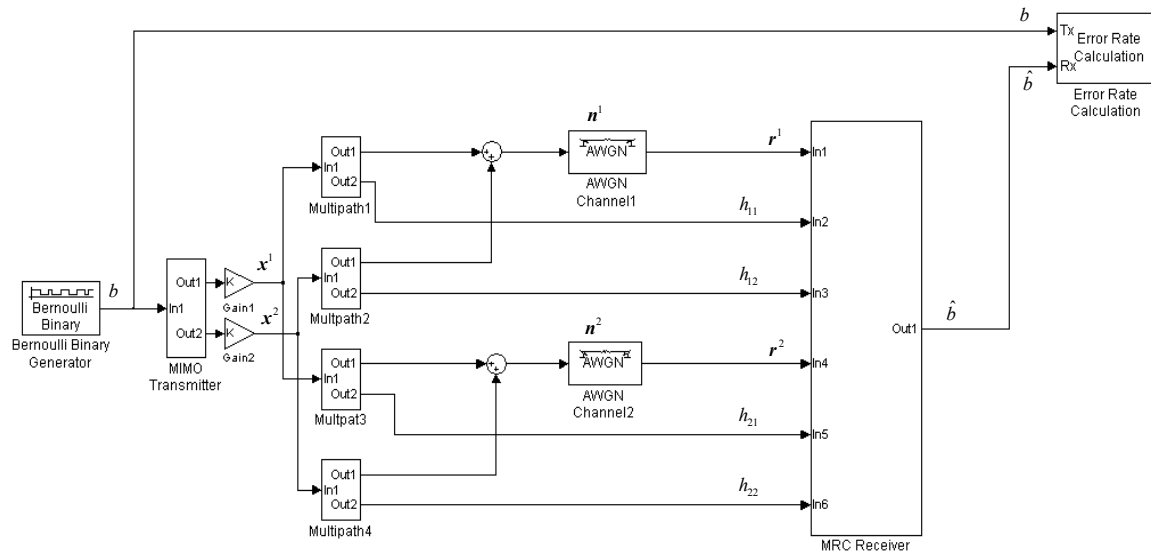 b
Tx
Error Rate
Calculation
Rx
b̂
Error Rate
Calculation
n¹
r¹
Out1
In1
Out2
Multipath1
AWGN
AWGN
Channel1
In1
h₁₁
In2
x¹
Out1
In1
Out2
Multpath2
h₁₂
In3
Bernoulli
Binary
Bernoulli Binary
Generator
b
Out1
In1
Out2
MIMO
Transmitter
K
Gain1
x²
K
Gain2
n²
r²
Out1
In1
Out2
Multpat3
AWGN
AWGN
Channel2
In4
Out1
b̂
h₂₁
In5
Out1
In1
Out2
Multipath4
h₂₂
In6
MRC Receiver